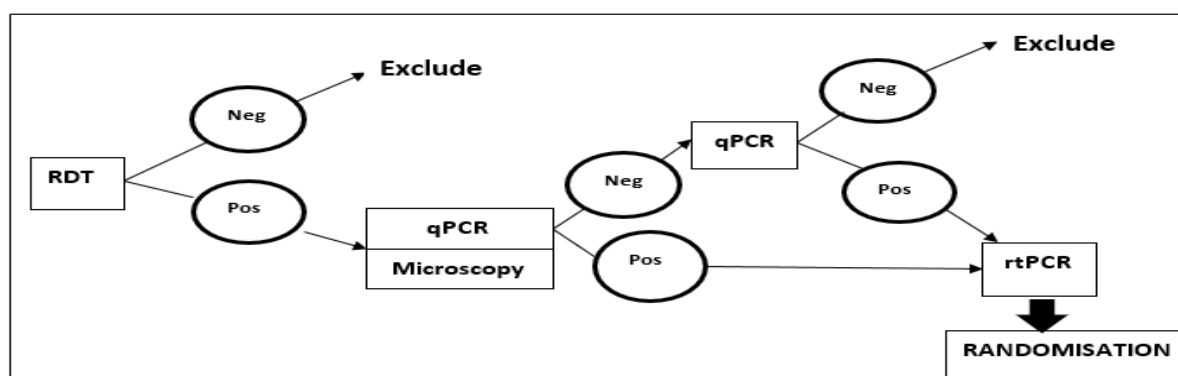 Exclude
Neg
RDT
Pos
qPCR
Microscopy
Neg
Pos
qPCR
Neg
Exclude
Pos
rtPCR
RANDOMISATION